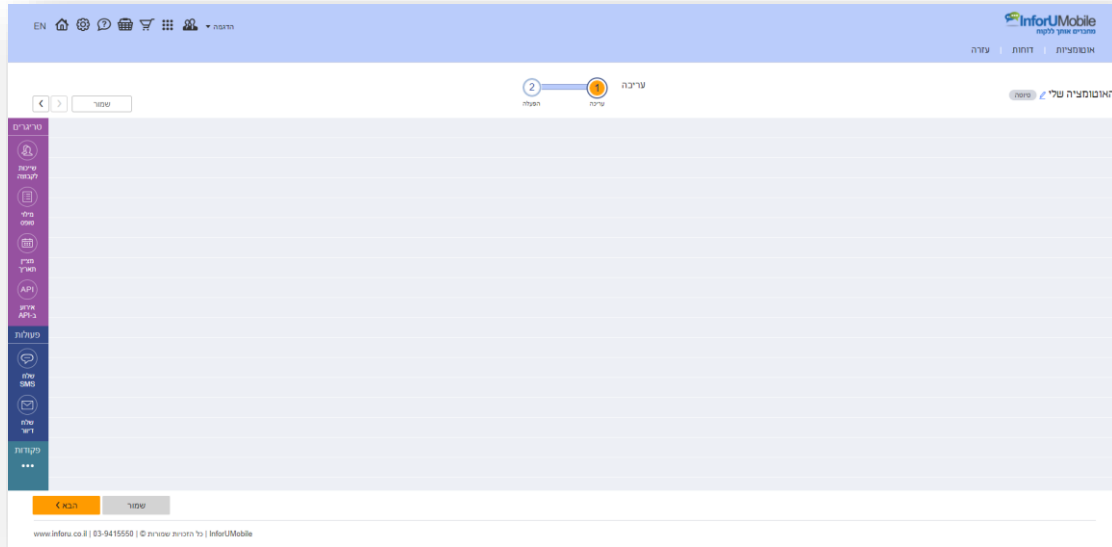 InforUMobile
מחברים אותך ללקוח
EN
הדגמה
אוטומציות | דוחות | עזרה
האוטומציה שלי
טיוטה
עריכה
1
2
עריכה
הפעלה
שמור
טריגרים
שייכות
לקבוצה
מילוי
טופס
מציין
תאריך
API
אירוע
ב-API
פעולות
שלח
SMS
שלח
דיוור
פקודות
שמור
הבא
InforUMobile | כל הזכויות שמורות © | 03-9415550 | www.inforu.co.il